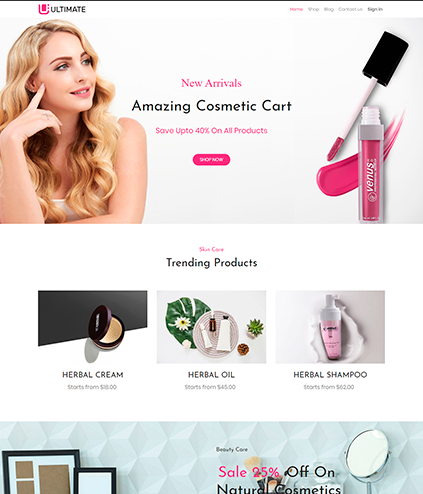 ULTIMATE
Home Shop Blog Contact us Sign In
New Arrivals
Amazing Cosmetic Cart
Save Upto 40% On All Products
SHOP NOW
venus
Skin Care
Trending Products
HERBAL CREAM
Starts from $18.00
HERBAL OIL
Starts from $45.00
HERBAL SHAMPOO
Starts from $62.00
Beauty Care
Sale 25% Off On
Natural Cosmetics